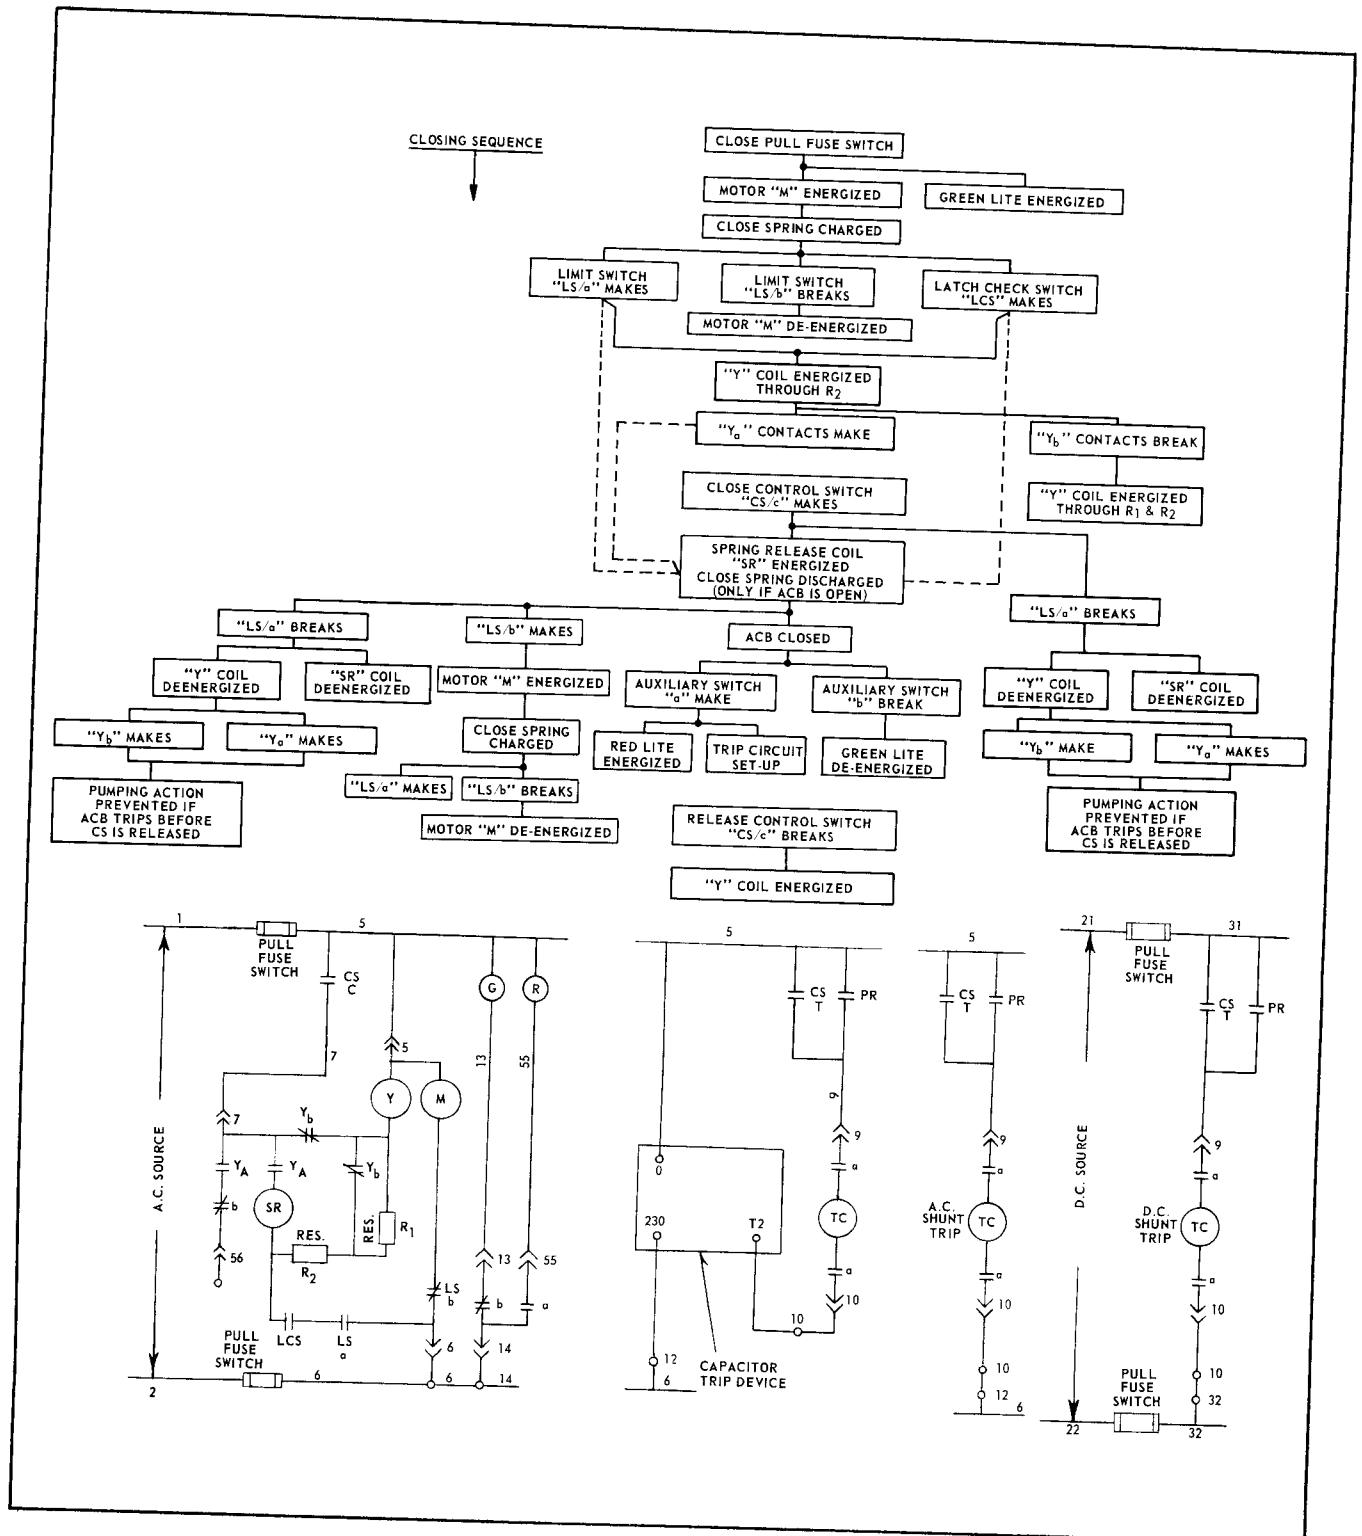 CLOSING SEQUENCE
CLOSE PULL FUSE SWITCH
MOTOR "M" ENERGIZED
GREEN LITE ENERGIZED
CLOSE SPRING CHARGED
LIMIT SWITCH
"LS/a" MAKES
LIMIT SWITCH
"LS/b" BREAKS
LATCH CHECK SWITCH
"LCS" MAKES
MOTOR "M" DE-ENERGIZED
"Y" COIL ENERGIZED
THROUGH R2
"Ya" CONTACTS MAKE
"Yb" CONTACTS BREAK
CLOSE CONTROL SWITCH
"CS/c" MAKES
"Y" COIL ENERGIZED
THROUGH R1 & R2
SPRING RELEASE COIL
"SR" ENERGIZED
CLOSE SPRING DISCHARGED
(ONLY IF ACB IS OPEN)
"LS/a" BREAKS
"LS/b" MAKES
ACB CLOSED
"LS/a" BREAKS
"Y" COIL
DEENERGIZED
"SR" COIL
DEENERGIZED
MOTOR "M" ENERGIZED
AUXILIARY SWITCH
"a" MAKE
AUXILIARY SWITCH
"b" BREAK
"Y" COIL
DEENERGIZED
"SR" COIL
DEENERGIZED
"Yb" MAKES
"Ya" MAKES
CLOSE SPRING
CHARGED
RED LITE
ENERGIZED
TRIP CIRCUIT
SET-UP
GREEN LITE
DE-ENERGIZED
"Yb" MAKE
"Ya" MAKES
PUMPING ACTION
PREVENTED IF
ACB TRIPS BEFORE
CS IS RELEASED
"LS/a" MAKES
"LS/b" BREAKS
MOTOR "M" DE-ENERGIZED
RELEASE CONTROL SWITCH
"CS/c" BREAKS
PUMPING ACTION
PREVENTED IF
ACB TRIPS BEFORE
CS IS RELEASED
"Y" COIL ENERGIZED
1
PULL
FUSE
SWITCH
5
CS
C
7
7
5
Y
M
G
R
13
55
A.C. SOURCE
Yb
YA
YA
Yb
b
SR
RES.
R1
RES.
R2
56
LCS
LS
a
LS
b
13
b
55
a
PULL
FUSE
SWITCH
2
6
6
6
14
14
5
CS
T
PR
9
9
a
0
230
T2
TC
a
10
10
12
6
CAPACITOR
TRIP DEVICE
5
CS
T
PR
9
a
A.C.
SHUNT
TRIP
TC
a
10
10
12
6
21
PULL
FUSE
SWITCH
31
CS
T
PR
D.C. SOURCE
9
a
D.C.
SHUNT
TRIP
TC
a
10
10
32
PULL
FUSE
SWITCH
22
32